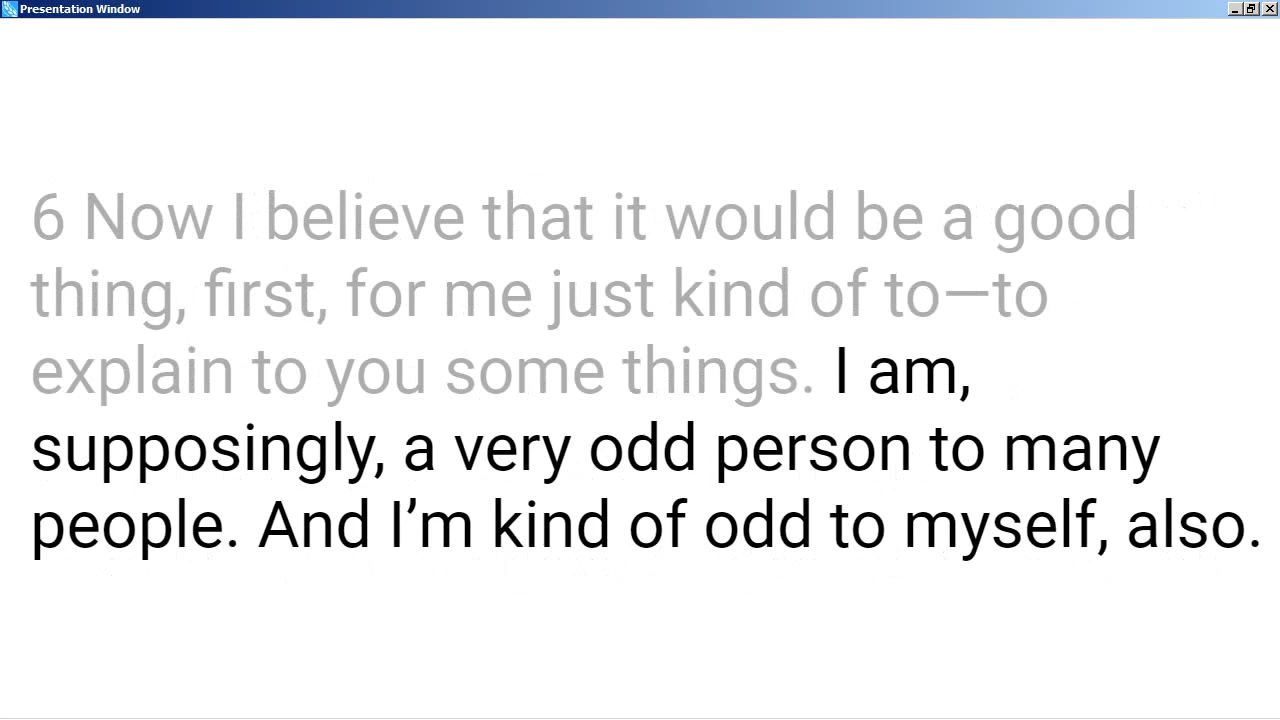 Presentation Window
6 Now I believe that it would be a good
thing, first, for me just kind of to—to
explain to you some things. I am,
supposingly, a very odd person to many
people. And I’m kind of odd to myself, also.